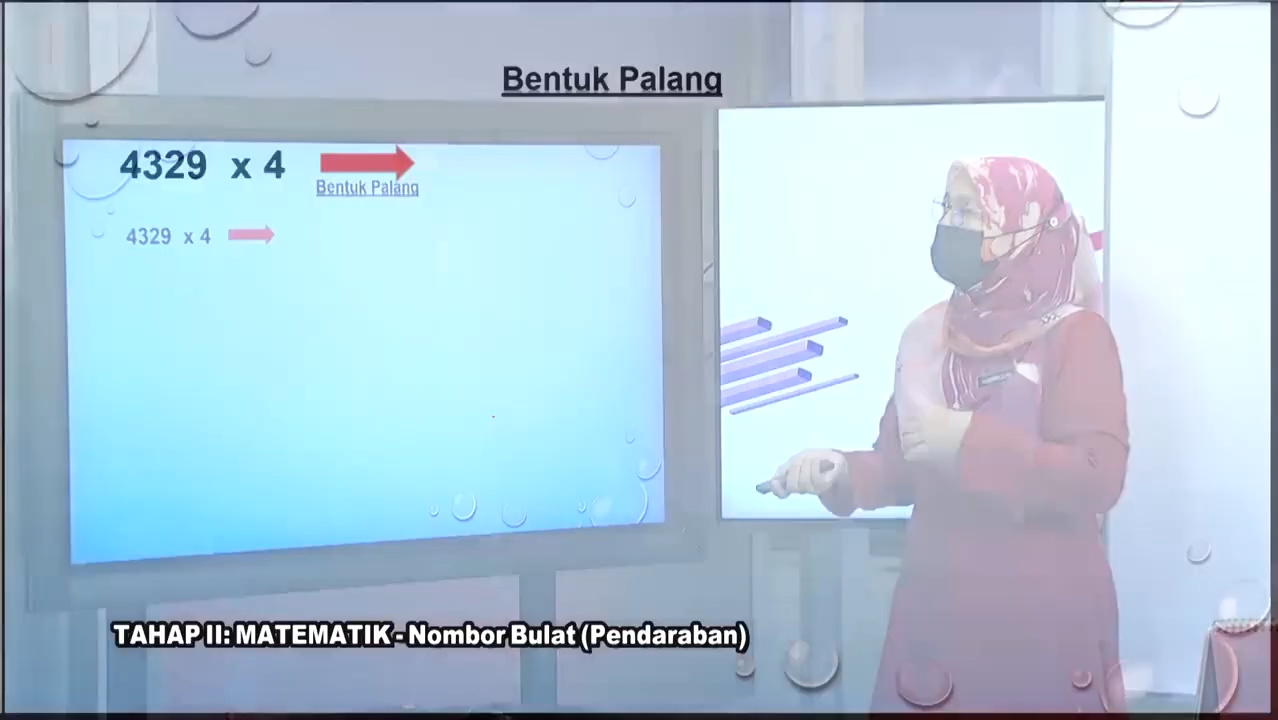 Bentuk Palang
4329 x 4
Bentuk Palang
4329 x 4
TAHAP II: MATEMATIK - Nombor Bulat (Pendaraban)